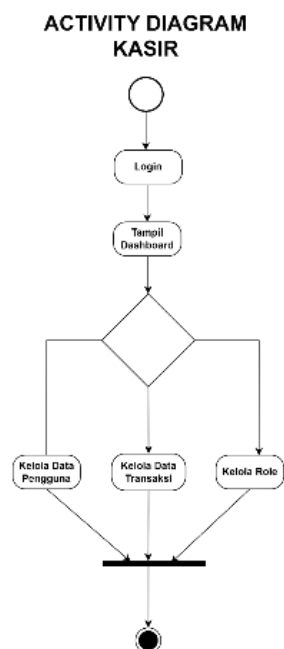 ACTIVITY DIAGRAM
KASIR
Login
Tampil
Dashboard
Kelola Data
Pengguna
Kelola Data
Transaksi
Kelola Role